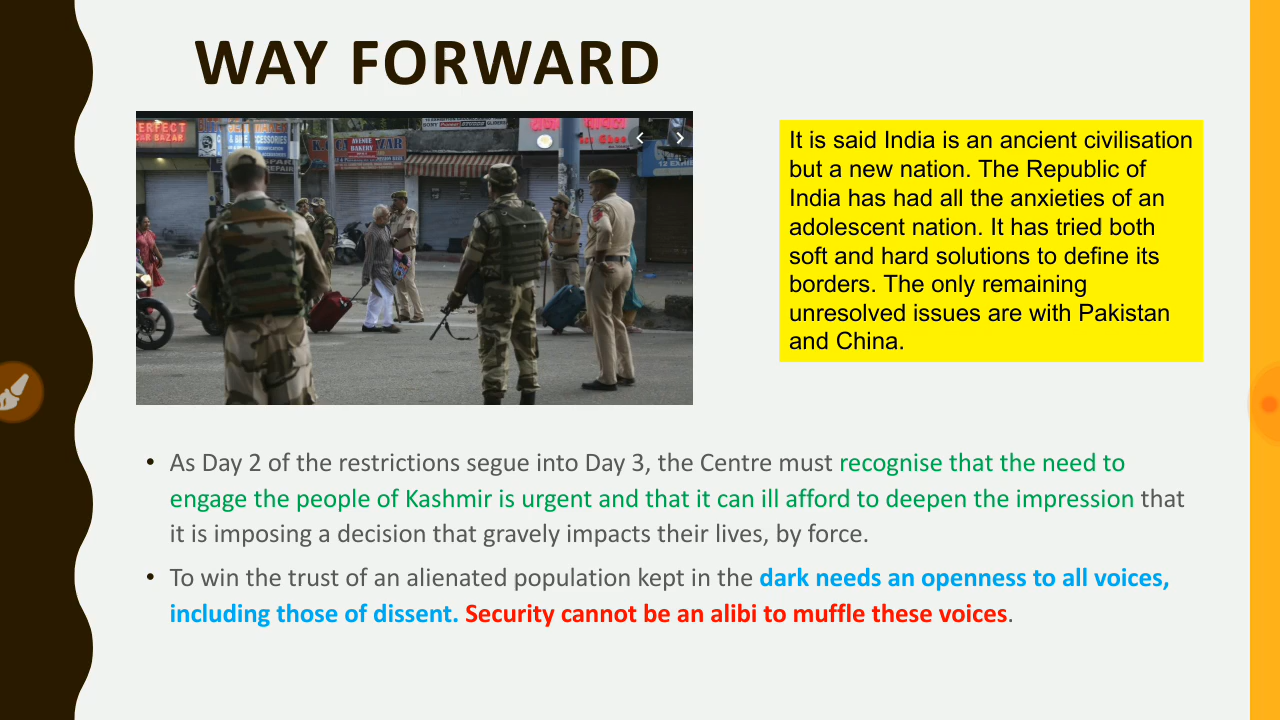 WAY FORWARD
It is said India is an ancient civilisation
but a new nation. The Republic of
India has had all the anxieties of an
adolescent nation. It has tried both
soft and hard solutions to define its
borders. The only remaining
unresolved issues are with Pakistan
and China.
AVENUE
BAKERY
• As Day 2 of the restrictions segue into Day 3, the Centre must recognise that the need to
engage the people of Kashmir is urgent and that it can ill afford to deepen the impression that
it is imposing a decision that gravely impacts their lives, by force.
• To win the trust of an alienated population kept in the dark needs an openness to all voices,
including those of dissent. Security cannot be an alibi to muffle these voices.